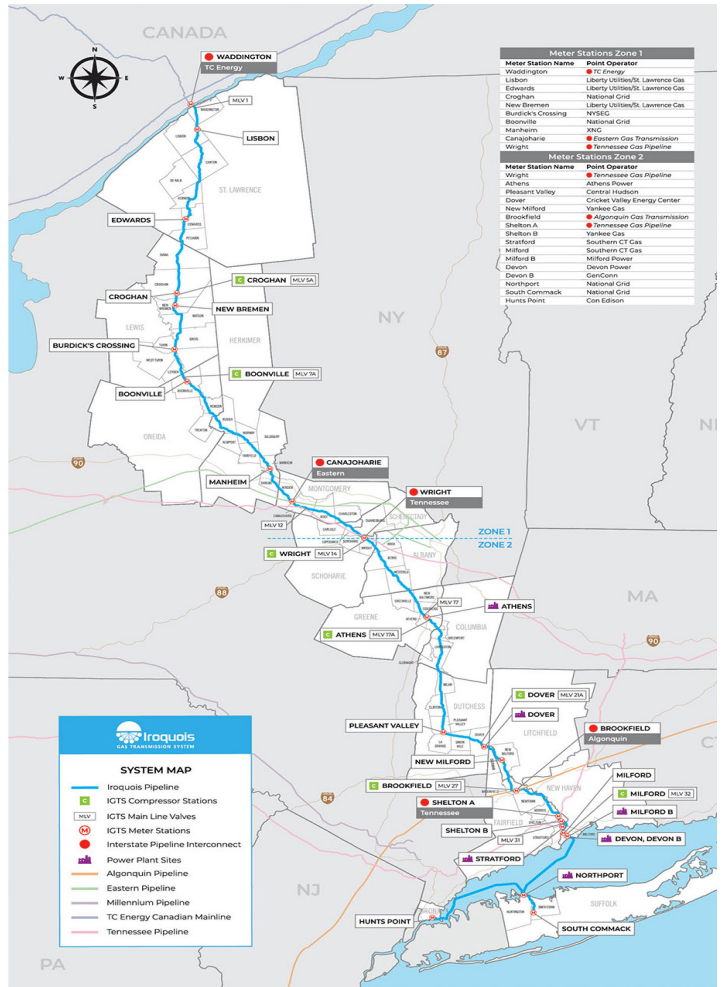 CANADA
N
W
E
S
WADDINGTON
TC Energy
MLV 1
LISBON
ST. LAWRENCE
EDWARDS
C CROGHAN MLV 5A
CROGHAN
NEW BREMEN
LEWIS
HERKIMER
BURDICK'S CROSSING
C BOONVILLE MLV 7A
BOONVILLE
ONEIDA
MANHEIM
NY
87
VT
90
CANAJOHARIE
Eastern
MONTGOMERY
WRIGHT
Tennessee
MLV 12
SCHENECTADY
ZONE 1
ZONE 2
C WRIGHT MLV 14
ALBANY
SCHOHARIE
88
MLV 17
ATHENS
GREENE
C ATHENS MLV 17A
COLUMBIA
MA
90
DUTCHESS
C DOVER MLV 21A
DOVER
PLEASANT VALLEY
LITCHFIELD
BROOKFIELD
Algonquin
NEW MILFORD
CT
C BROOKFIELD MLV 27
NEW HAVEN
MILFORD
C MILFORD MLV 32
SHELTON A
Tennessee
FAIRFIELD
MILFORD B
SHELTON B
MLV 31
DEVON, DEVON B
STRATFORD
84
NORTHPORT
NJ
SUFFOLK
HUNTS POINT
BRONX
SOUTH COMMACK
PA
Meter Stations Zone 1
Meter Station Name Point Operator
Waddington TC Energy
Lisbon Liberty Utilities/St. Lawrence Gas
Edwards Liberty Utilities/St. Lawrence Gas
Croghan National Grid
New Bremen Liberty Utilities/St. Lawrence Gas
Burdick's Crossing NYSEG
Boonville National Grid
Manheim XNG
Canajoharie Eastern Gas Transmission
Wright Tennessee Gas Pipeline
Meter Stations Zone 2
Meter Station Name Point Operator
Wright Tennessee Gas Pipeline
Athens Athens Power
Pleasant Valley Central Hudson
Dover Cricket Valley Energy Center
New Milford Yankee Gas
Brookfield Algonquin Gas Transmission
Shelton A Tennessee Gas Pipeline
Shelton B Yankee Gas
Stratford Southern CT Gas
Milford Southern CT Gas
Milford B Milford Power
Devon Devon Power
Devon B GenConn
Northport National Grid
South Commack National Grid
Hunts Point Con Edison
Iroquois
GAS TRANSMISSION SYSTEM
SYSTEM MAP
Iroquois Pipeline
C IGTS Compressor Stations
MLV IGTS Main Line Valves
M IGTS Meter Stations
Interstate Pipeline Interconnect
Power Plant Sites
Algonquin Pipeline
Eastern Pipeline
Millennium Pipeline
TC Energy Canadian Mainline
Tennessee Pipeline